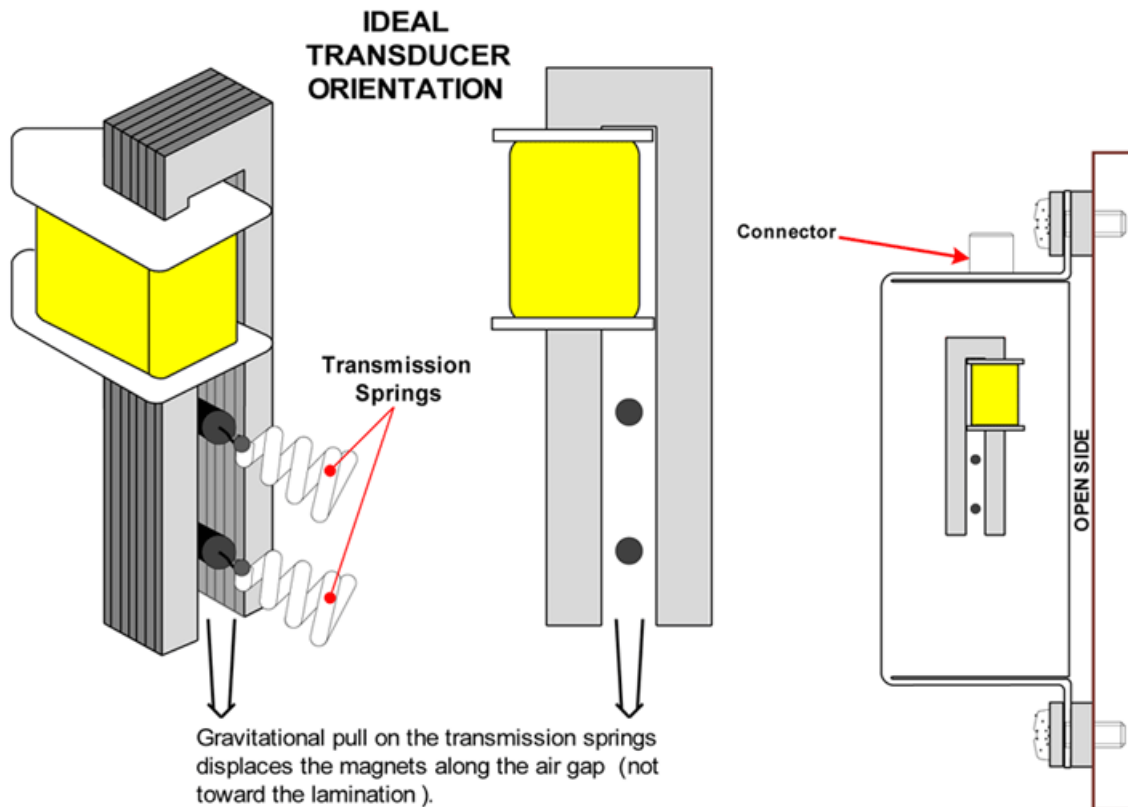 IDEAL
TRANSDUCER
ORIENTATION
Connector
Transmission
Springs
OPEN SIDE
Gravitational pull on the transmission springs
displaces the magnets along the air gap (not
toward the lamination ).